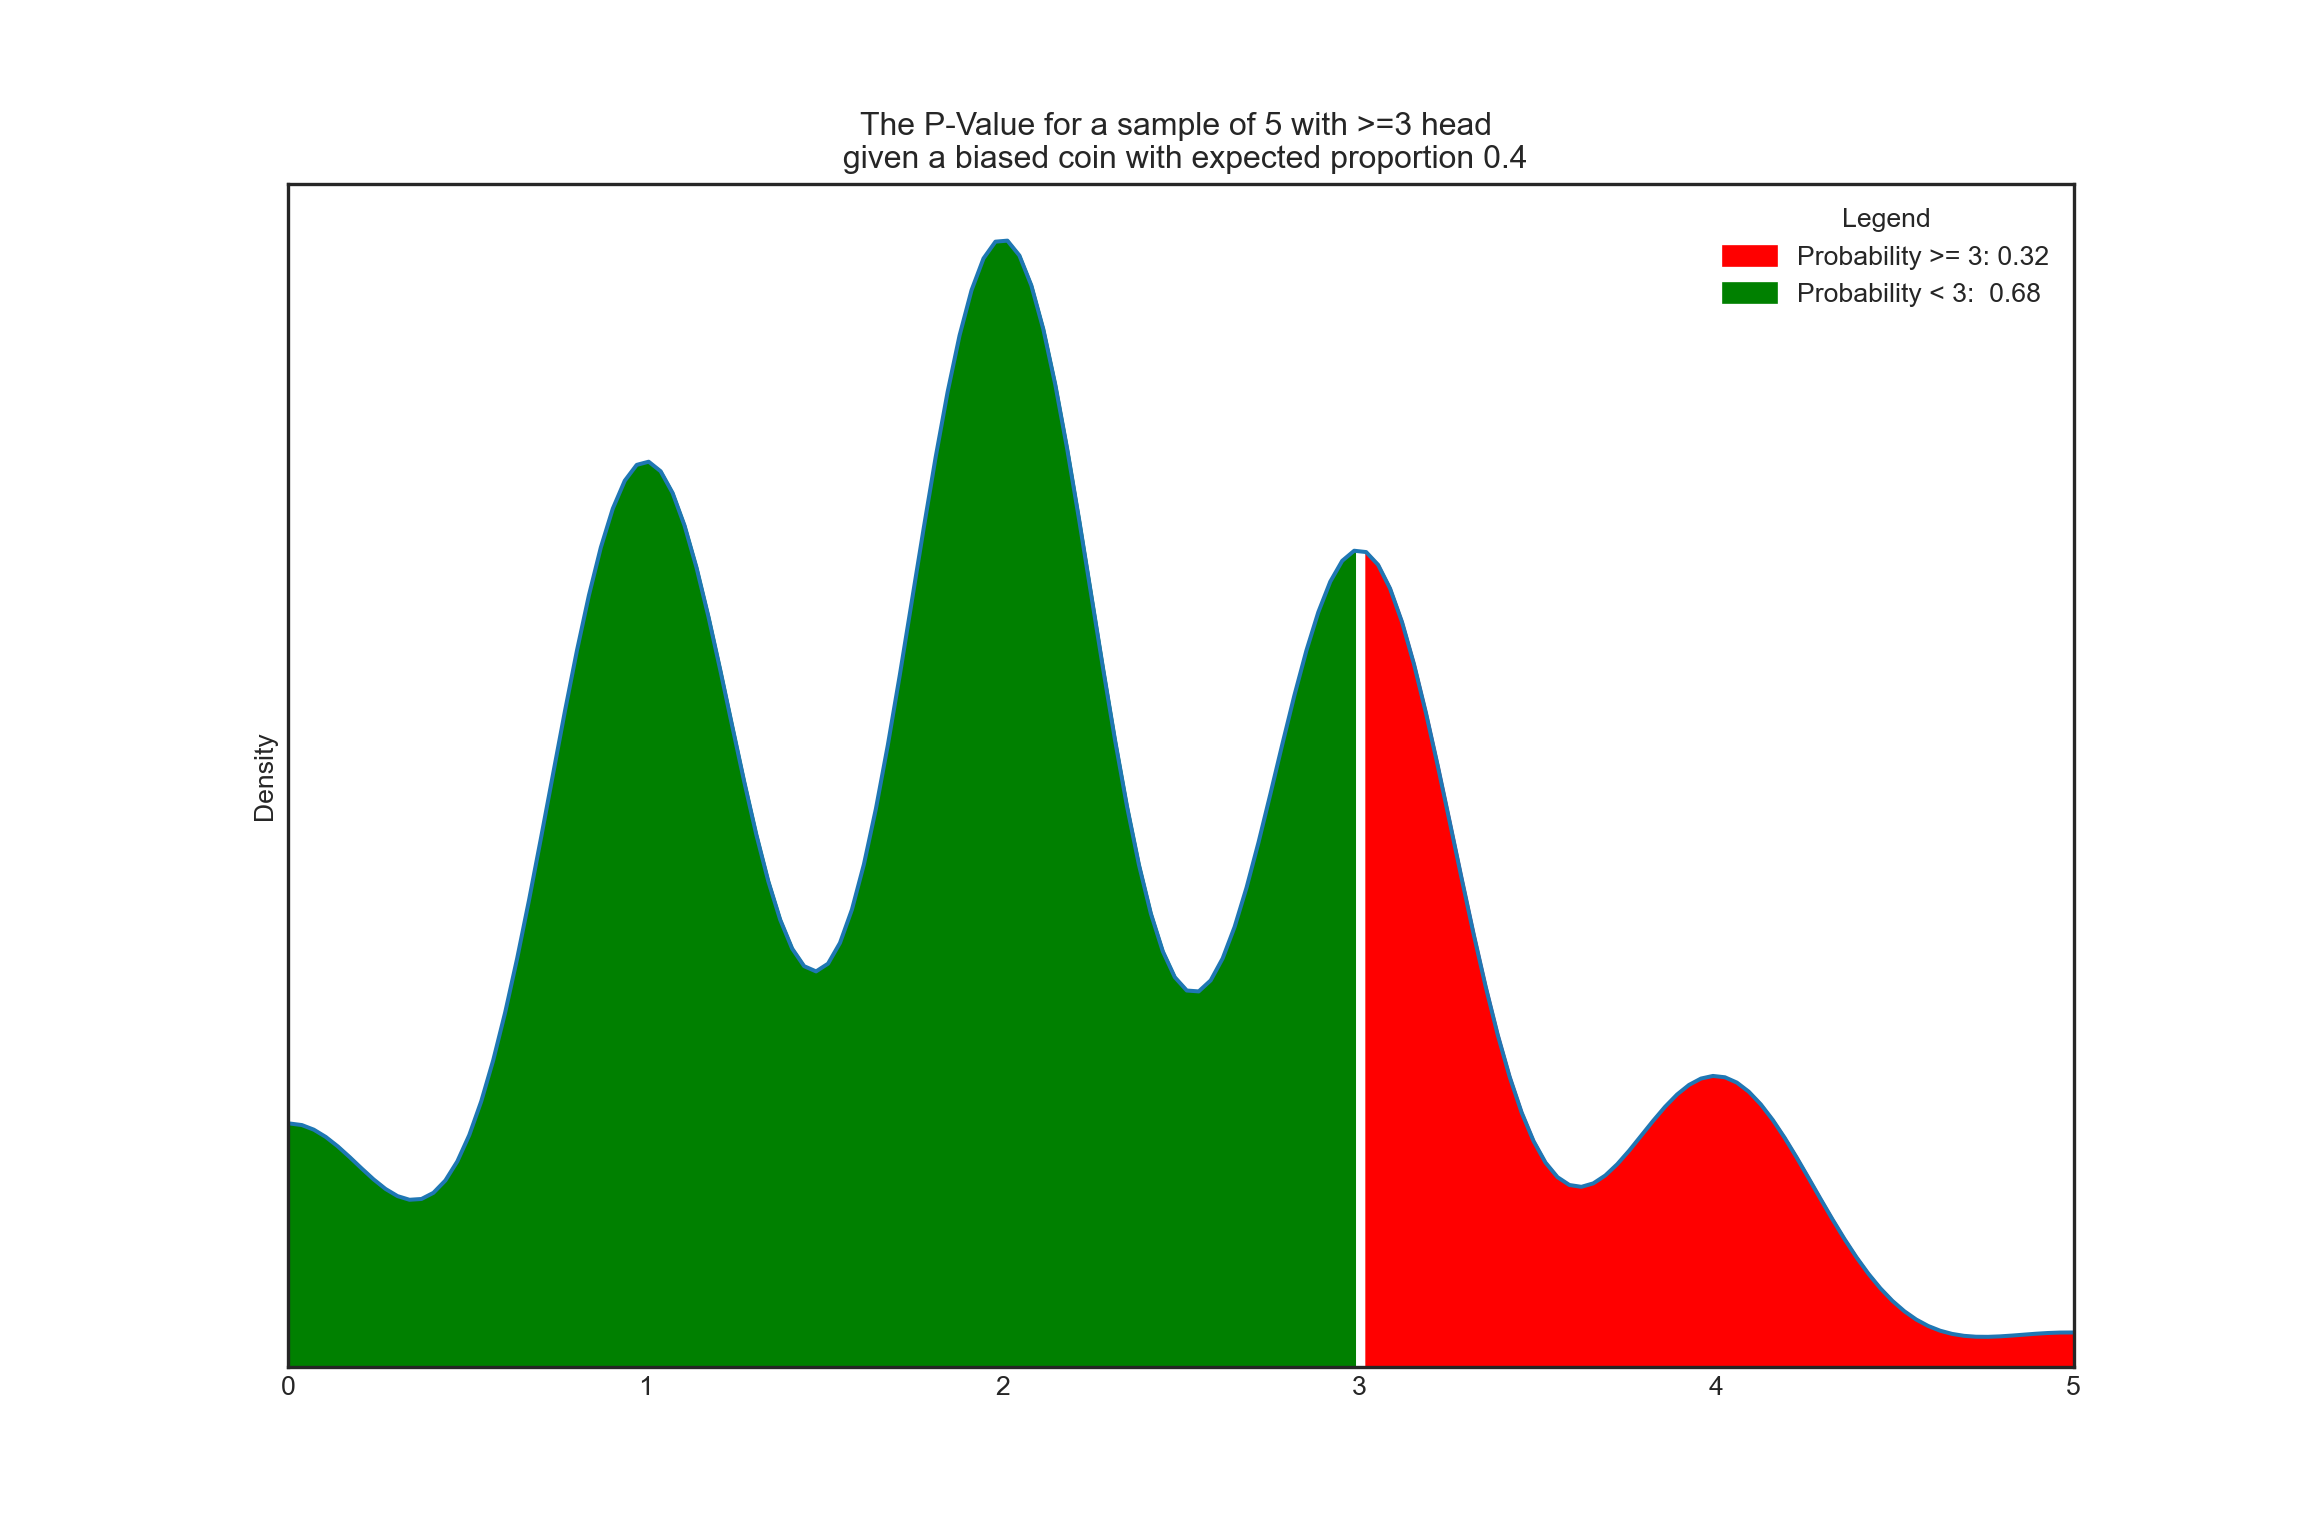 The P-Value for a sample of 5 with >=3 head
given a biased coin with expected proportion 0.4
Legend
Probability >= 3: 0.32
Probability < 3:  0.68
Density
0 1 2 3 4 5